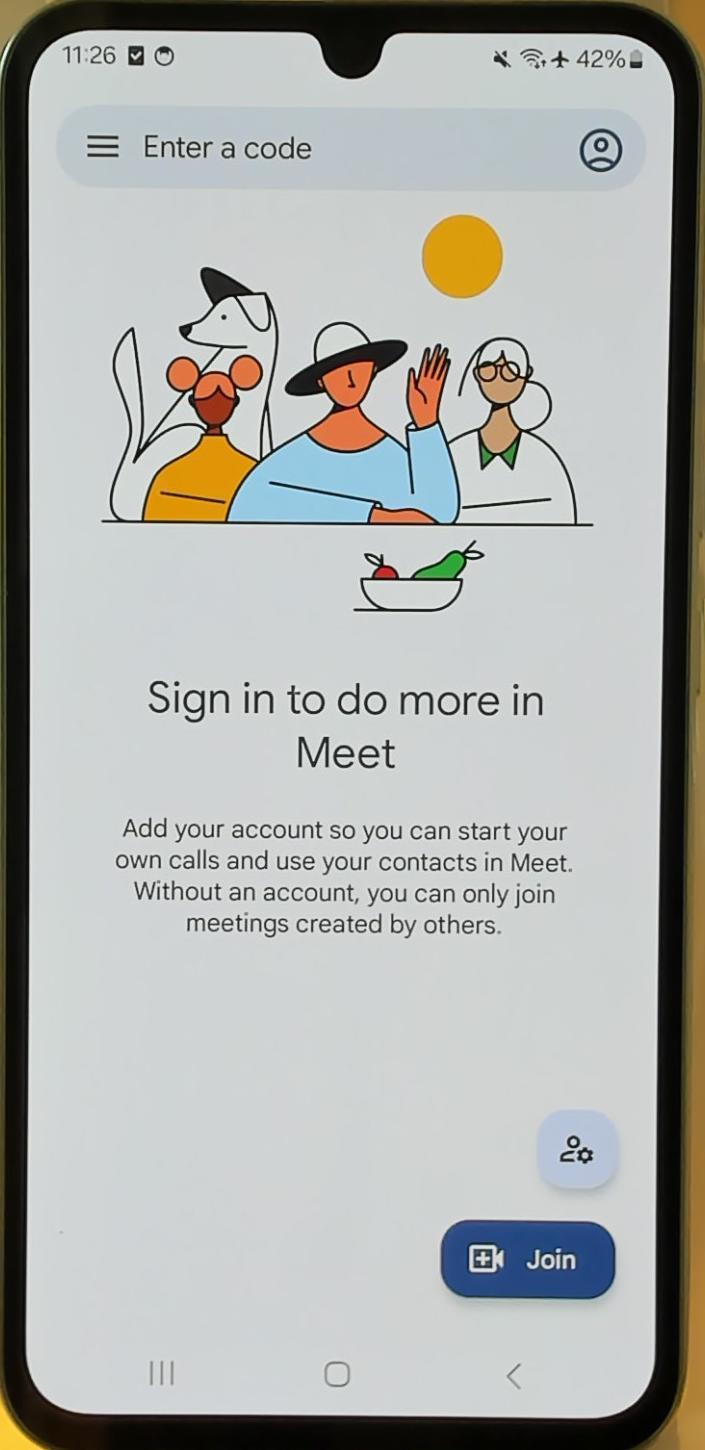 11:26 42%
Enter a code
Sign in to do more in
Meet
Add your account so you can start your
own calls and use your contacts in Meet.
Without an account, you can only join
meetings created by others.
Join